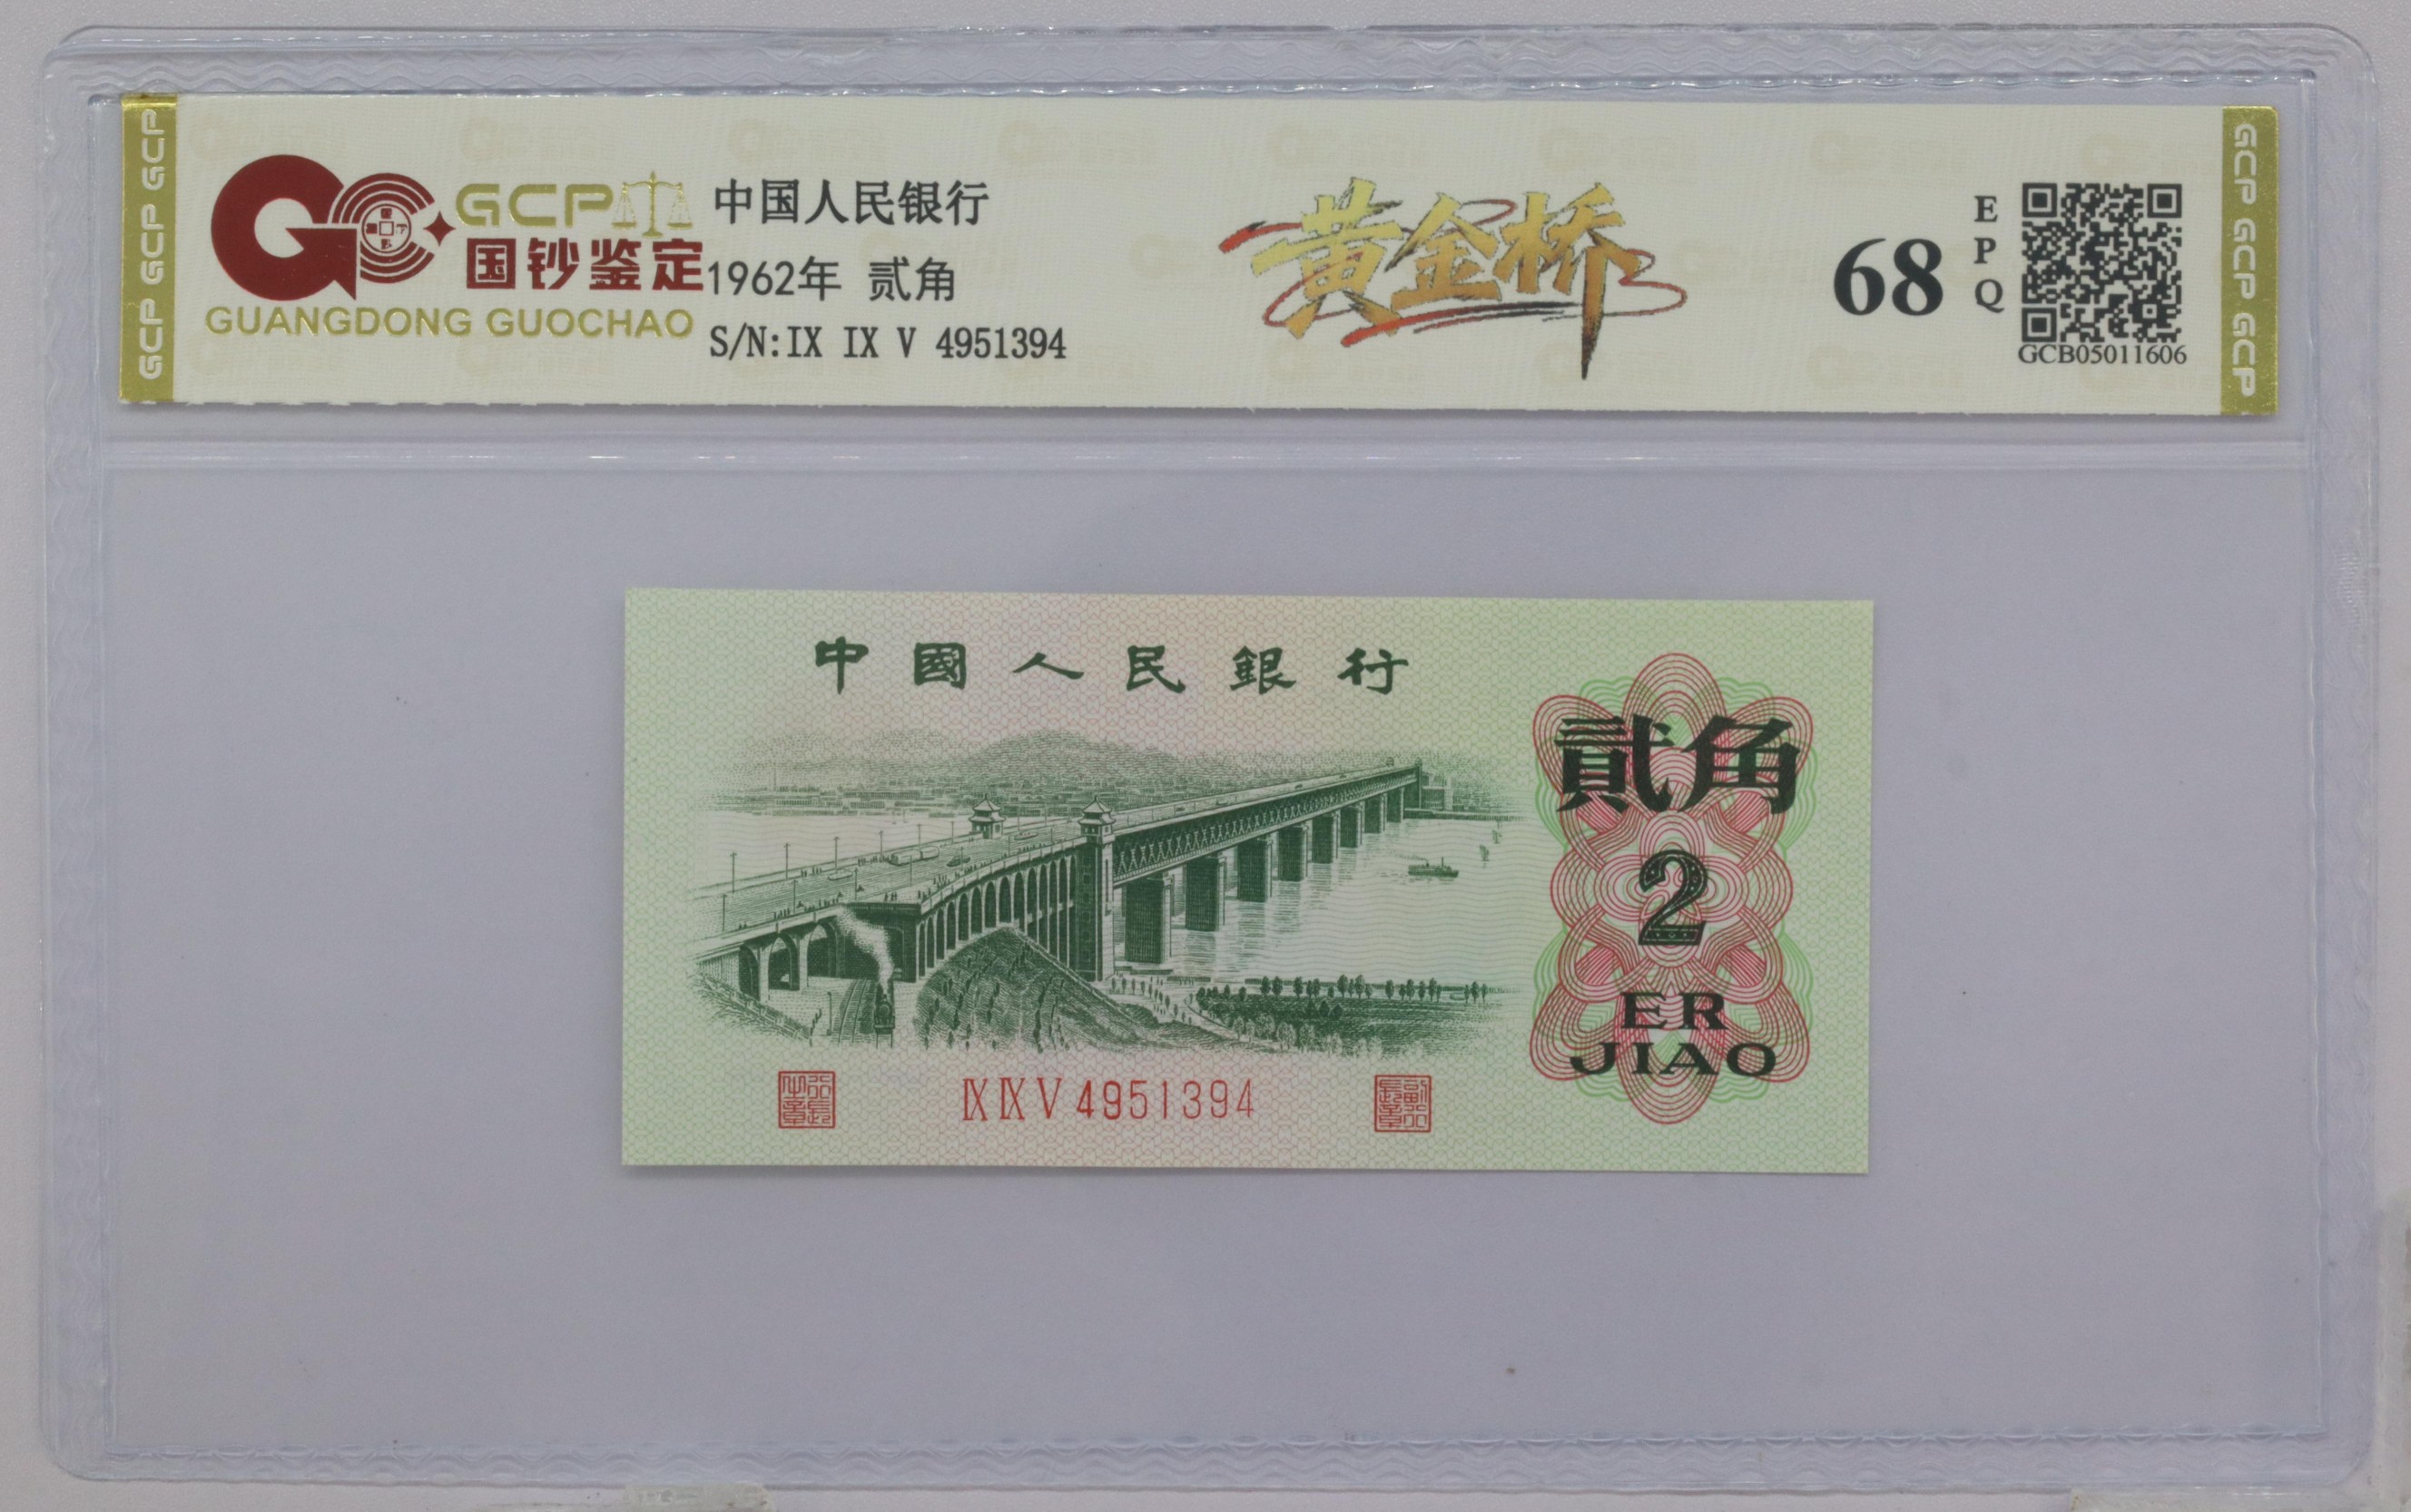 GCP GCP GCP
GCP
国钞鉴定
GUANGDONG GUOCHAO
中国人民银行
1962年 贰角
S/N:IX IX V 4951394
黄金桥
68
E
P
Q
GCB05011606
GCP GCP GCP
中國人民銀行
貳角
2
ER
JIAO
IX IX V 4951394